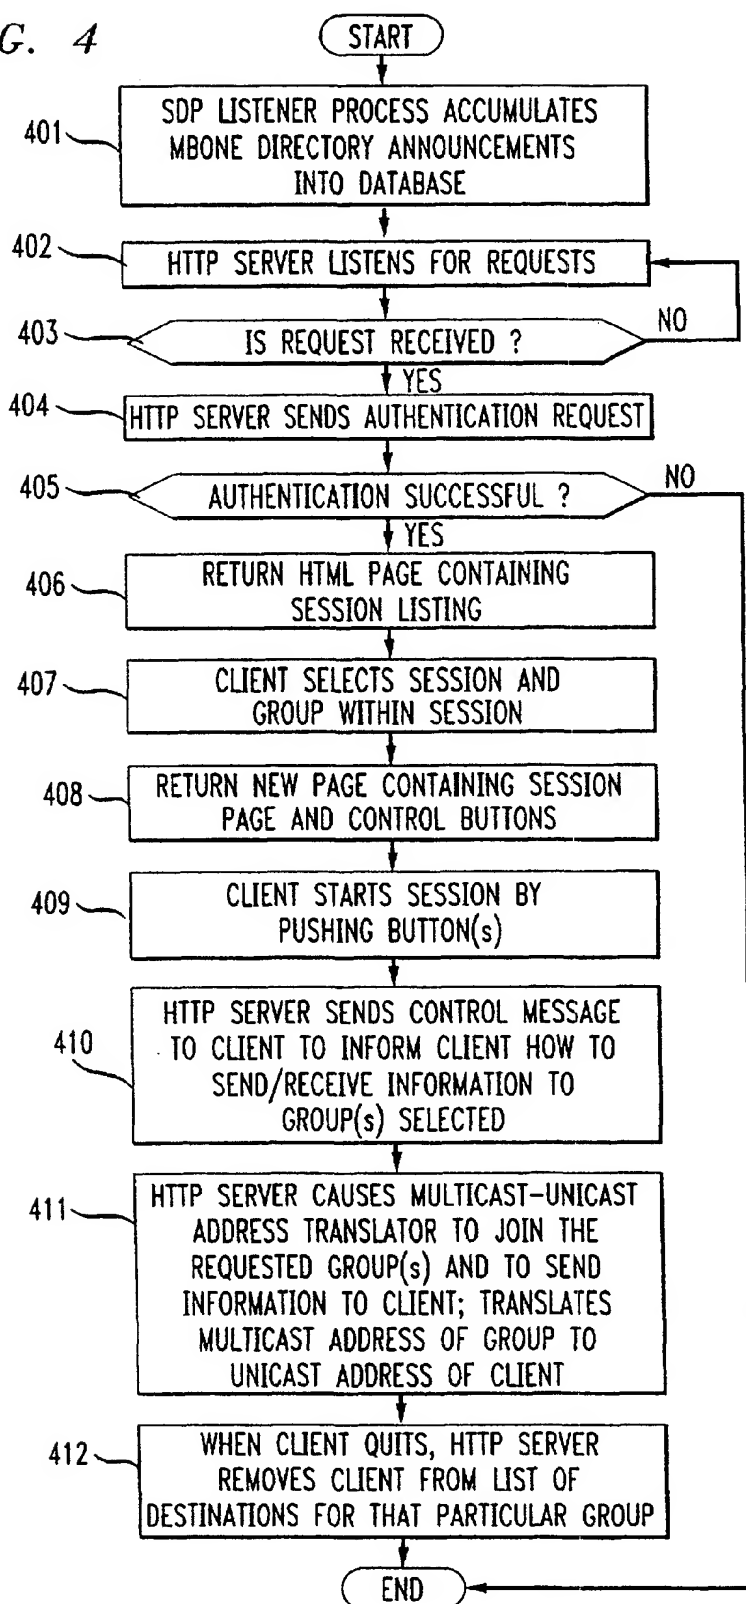 G. 4
START
401
SDP LISTENER PROCESS ACCUMULATES
MBONE DIRECTORY ANNOUNCEMENTS
INTO DATABASE
402
HTTP SERVER LISTENS FOR REQUESTS
403
IS REQUEST RECEIVED ?
NO
YES
404
HTTP SERVER SENDS AUTHENTICATION REQUEST
405
AUTHENTICATION SUCCESSFUL ?
NO
YES
406
RETURN HTML PAGE CONTAINING
SESSION LISTING
407
CLIENT SELECTS SESSION AND
GROUP WITHIN SESSION
408
RETURN NEW PAGE CONTAINING SESSION
PAGE AND CONTROL BUTTONS
409
CLIENT STARTS SESSION BY
PUSHING BUTTON(s)
410
HTTP SERVER SENDS CONTROL MESSAGE
TO CLIENT TO INFORM CLIENT HOW TO
SEND/RECEIVE INFORMATION TO
GROUP(s) SELECTED
411
HTTP SERVER CAUSES MULTICAST-UNICAST
ADDRESS TRANSLATOR TO JOIN THE
REQUESTED GROUP(s) AND TO SEND
INFORMATION TO CLIENT; TRANSLATES
MULTICAST ADDRESS OF GROUP TO
UNICAST ADDRESS OF CLIENT
412
WHEN CLIENT QUITS, HTTP SERVER
REMOVES CLIENT FROM LIST OF
DESTINATIONS FOR THAT PARTICULAR GROUP
END